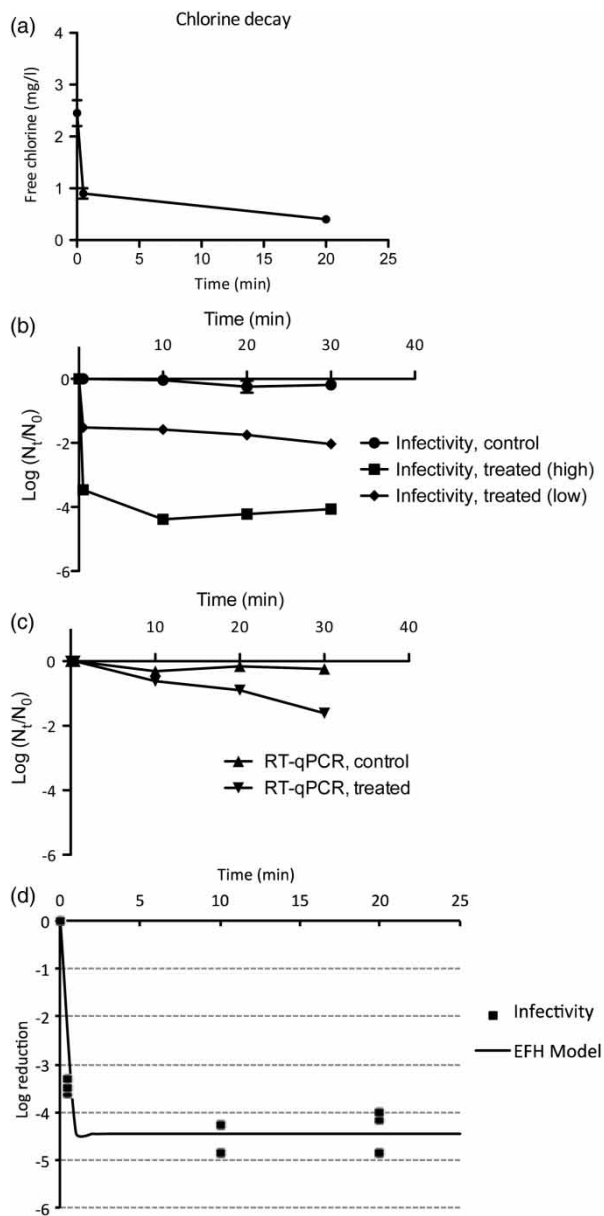 (a)
Chlorine decay
Free chlorine (mg/l)
4
3
2
1
0
0 5 10 15 20 25
Time (min)
(b)
Time (min)
10 20 30 40
Log (Nt/N0)
0
-2
-4
-6
Infectivity, control
Infectivity, treated (high)
Infectivity, treated (low)
(c)
Time (min)
10 20 30 40
Log (Nt/N0)
0
-2
-4
-6
RT-qPCR, control
RT-qPCR, treated
(d)
Time (min)
0 5 10 15 20 25
Log reduction
0
-1
-2
-3
-4
-5
-6
Infectivity
EFH Model